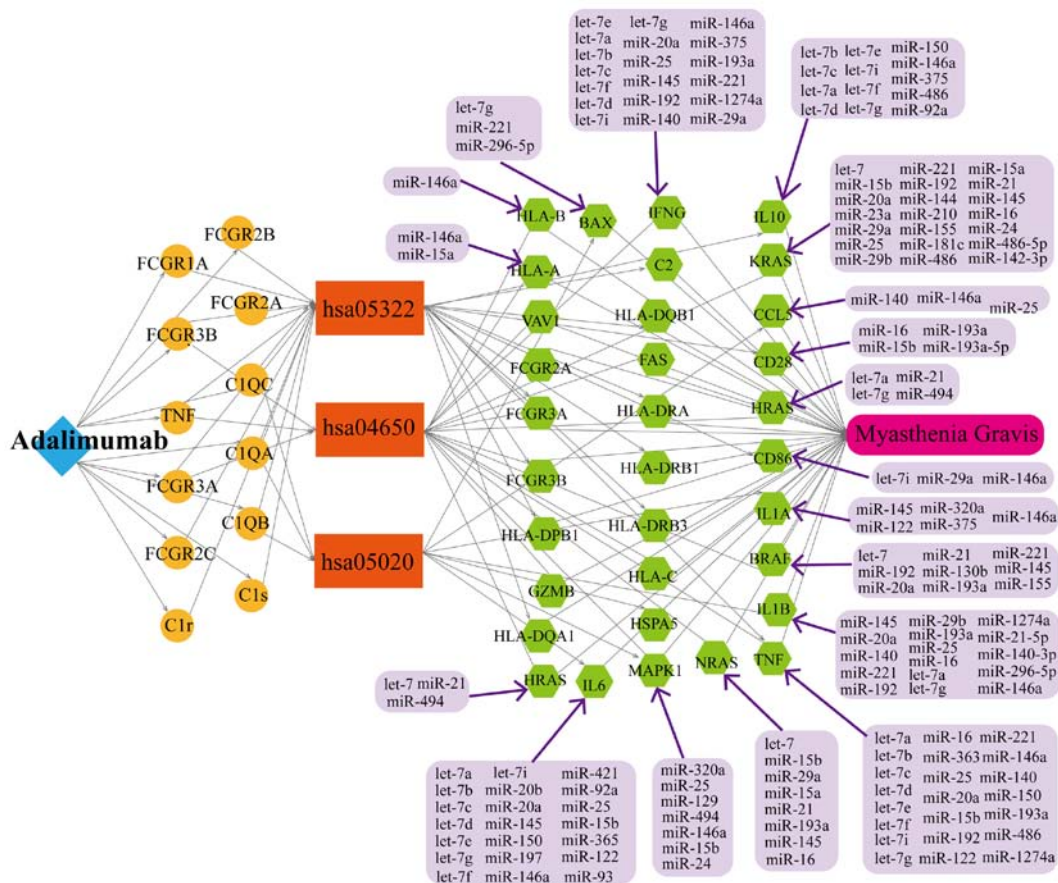 let-7e let-7g miR-146a
let-7a miR-20a miR-375
let-7b miR-25 miR-193a
let-7c miR-145 miR-221
let-7f miR-192 miR-1274a
let-7d miR-140 miR-29a
let-7i
let-7b let-7e miR-150
let-7c let-7i miR-146a
let-7a let-7f miR-375
let-7d let-7g miR-486
miR-92a
let-7g
miR-221
miR-296-5p
miR-146a
miR-146a
miR-15a
let-7 miR-221 miR-15a
miR-15b miR-192 miR-21
miR-20a miR-144 miR-145
miR-23a miR-210 miR-16
miR-29a miR-155 miR-24
miR-25 miR-181c miR-486-5p
miR-29b miR-486 miR-142-3p
miR-140 miR-146a
miR-25
miR-16 miR-193a
miR-15b miR-193a-5p
let-7a miR-21
let-7g miR-494
let-7i miR-29a miR-146a
miR-145 miR-320a
miR-122 miR-375 miR-146a
let-7 miR-21 miR-221
miR-192 miR-130b miR-145
miR-20a miR-193a miR-155
miR-145 miR-29b miR-1274a
miR-20a miR-193a miR-21-5p
miR-140 miR-25 miR-140-3p
miR-221 miR-16 miR-296-5p
miR-192 let-7a miR-146a
let-7g
Adalimumab
FCGR2B
FCGR1A
FCGR2A
FCGR3B
C1QC
TNF
C1QA
FCGR3A
C1QB
FCGR2C
C1s
C1r
hsa05322
hsa04650
hsa05020
HLA-B
BAX
IFNG
IL10
HLA-A
C2
KRAS
VAV1
HLA-DQB1
CCL5
FCGR2A
FAS
CD28
FCGR3A
HLA-DRA
HRAS
FCGR3B
HLA-DRB1
CD86
HLA-DPB1
HLA-DRB3
IL1A
GZMB
HLA-C
BRAF
HLA-DQA1
HSPA5
IL1B
HRAS
IL6
MAPK1
NRAS
TNF
Myasthenia Gravis
let-7 miR-21
miR-494
let-7a let-7i miR-421
let-7b miR-20b miR-92a
let-7c miR-20a miR-25
let-7d miR-145 miR-15b
let-7e miR-150 miR-365
let-7g miR-197 miR-122
let-7f miR-146a miR-93
miR-320a
miR-25
miR-129
miR-494
miR-146a
miR-15b
miR-24
let-7
miR-15b
miR-29a
miR-15a
miR-21
miR-193a
miR-145
miR-16
let-7a miR-16 miR-221
let-7b miR-363 miR-146a
let-7c miR-25 miR-140
let-7d miR-20a miR-150
let-7e miR-15b miR-193a
let-7f miR-192 miR-486
let-7i miR-122 miR-1274a
let-7g